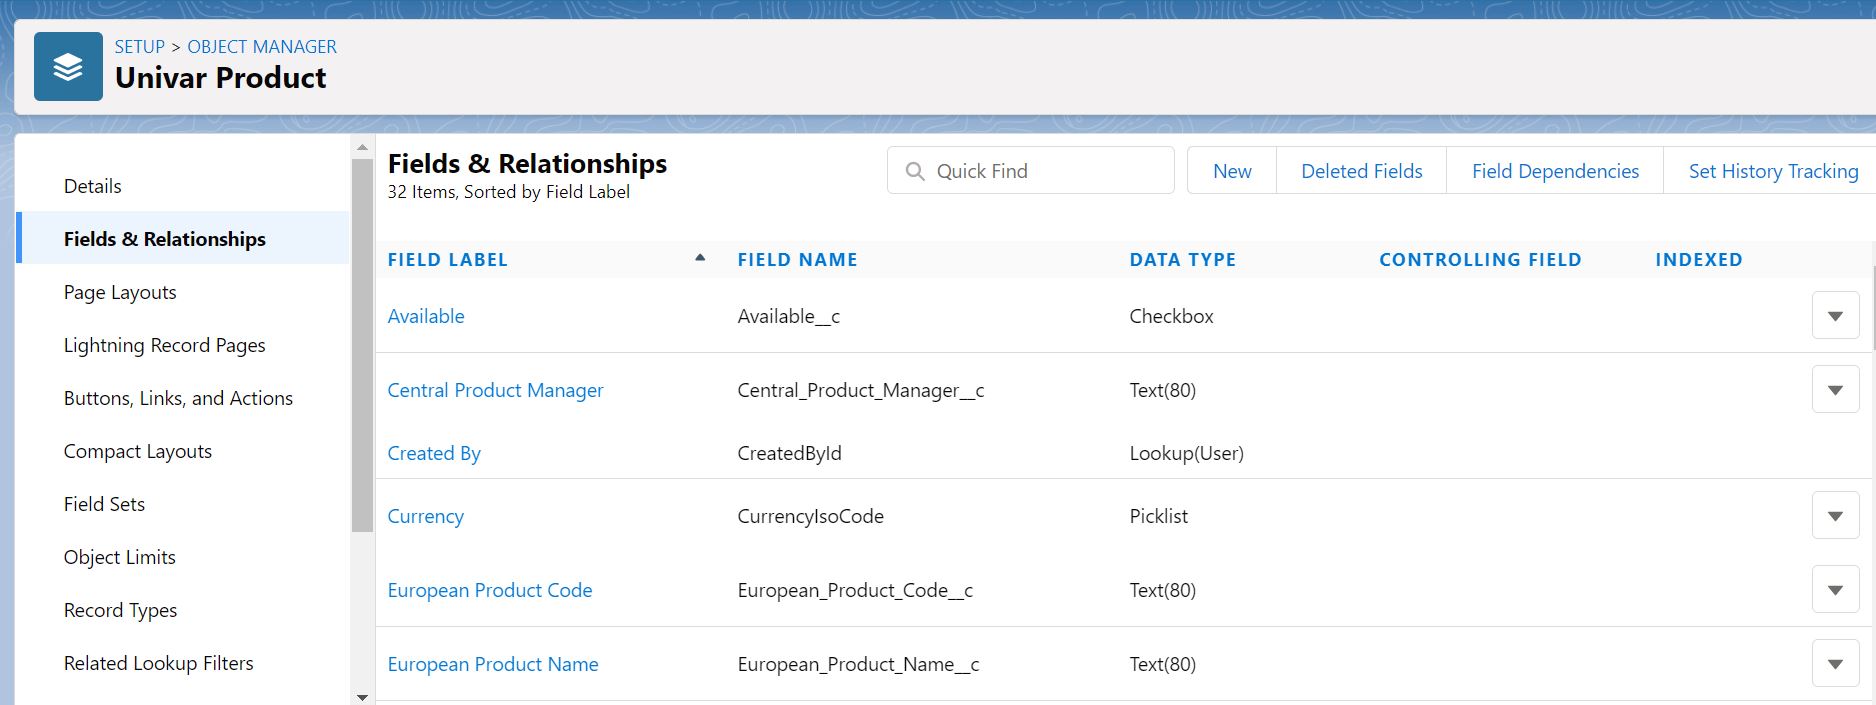 SETUP > OBJECT MANAGER
Univar Product
Details
Fields & Relationships
Page Layouts
Lightning Record Pages
Buttons, Links, and Actions
Compact Layouts
Field Sets
Object Limits
Record Types
Related Lookup Filters
Fields & Relationships
32 Items, Sorted by Field Label
Quick Find
New
Deleted Fields
Field Dependencies
Set History Tracking
FIELD LABEL FIELD NAME DATA TYPE CONTROLLING FIELD INDEXED
Available Available__c Checkbox
Central Product Manager Central_Product_Manager__c Text(80)
Created By CreatedById Lookup(User)
Currency CurrencyIsoCode Picklist
European Product Code European_Product_Code__c Text(80)
European Product Name European_Product_Name__c Text(80)